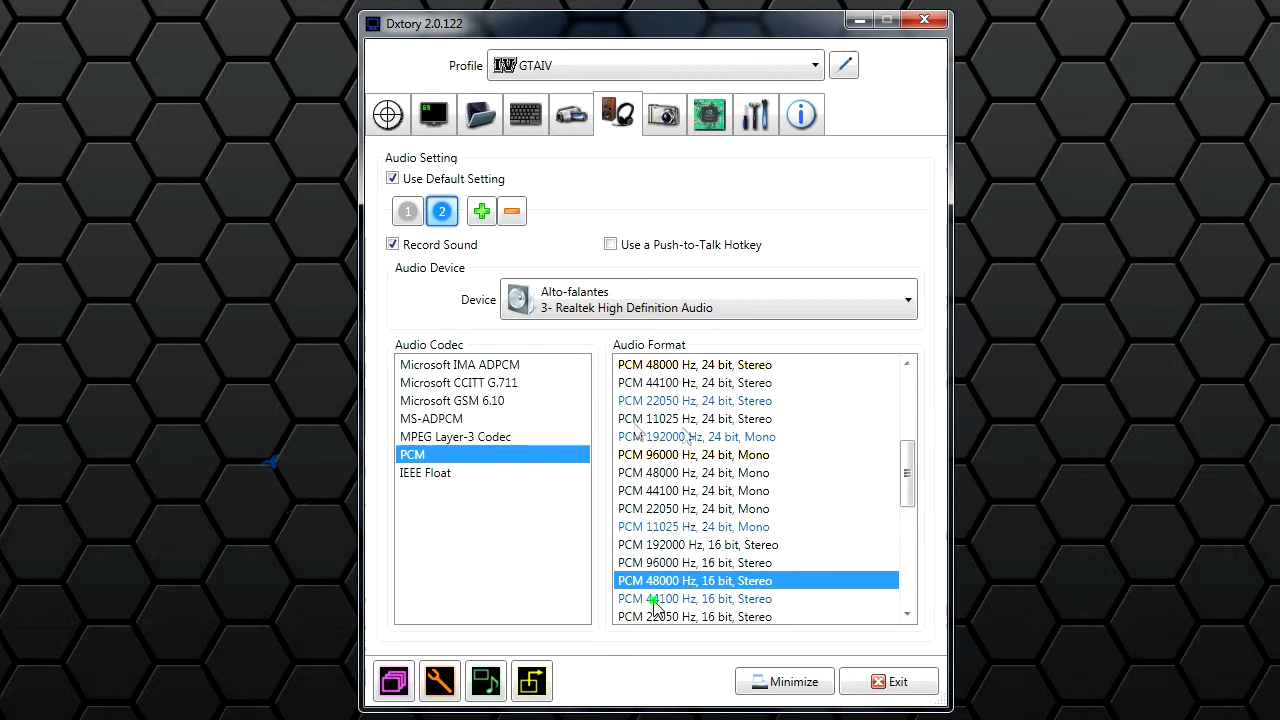 Dxtory 2.0.122
Profile
IV GTAIV
69
Audio Setting
Use Default Setting
1 2
Record Sound
Use a Push-to-Talk Hotkey
Audio Device
Device
Alto-falantes
3- Realtek High Definition Audio
Audio Codec
Microsoft IMA ADPCM
Microsoft CCITT G.711
Microsoft GSM 6.10
MS-ADPCM
MPEG Layer-3 Codec
PCM
IEEE Float
Audio Format
PCM 48000 Hz, 24 bit, Stereo
PCM 44100 Hz, 24 bit, Stereo
PCM 22050 Hz, 24 bit, Stereo
PCM 11025 Hz, 24 bit, Stereo
PCM 192000 Hz, 24 bit, Mono
PCM 96000 Hz, 24 bit, Mono
PCM 48000 Hz, 24 bit, Mono
PCM 44100 Hz, 24 bit, Mono
PCM 22050 Hz, 24 bit, Mono
PCM 11025 Hz, 24 bit, Mono
PCM 192000 Hz, 16 bit, Stereo
PCM 96000 Hz, 16 bit, Stereo
PCM 48000 Hz, 16 bit, Stereo
PCM 44100 Hz, 16 bit, Stereo
PCM 22050 Hz, 16 bit, Stereo
Minimize
Exit